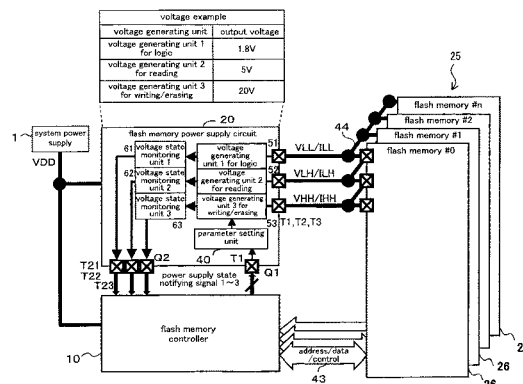 voltage example
voltage generating unit output voltage
voltage generating unit 1 for logic 1.8V
voltage generating unit 2 for reading 5V
voltage generating unit 3 for writing/erasing 20V
25
20
flash memory #n
flash memory #2
flash memory #1
flash memory #0
44
1
system power supply
VDD
flash memory power supply circuit
61
voltage state monitoring unit 1
voltage generating unit 1 for logic
51
VLL/ILL
62
voltage state monitoring unit 2
voltage generating unit 2 for reading
52
VLH/ILH
voltage state monitoring unit 3
voltage generating unit 3 for writing/erasing
VHH/IHH
63
53
T1,T2,T3
parameter setting unit
40
T21
T22
T23
Q2
T1
Q1
power supply state notifying signal 1~3
flash memory controller
10
address/data /control
43
2
26
26